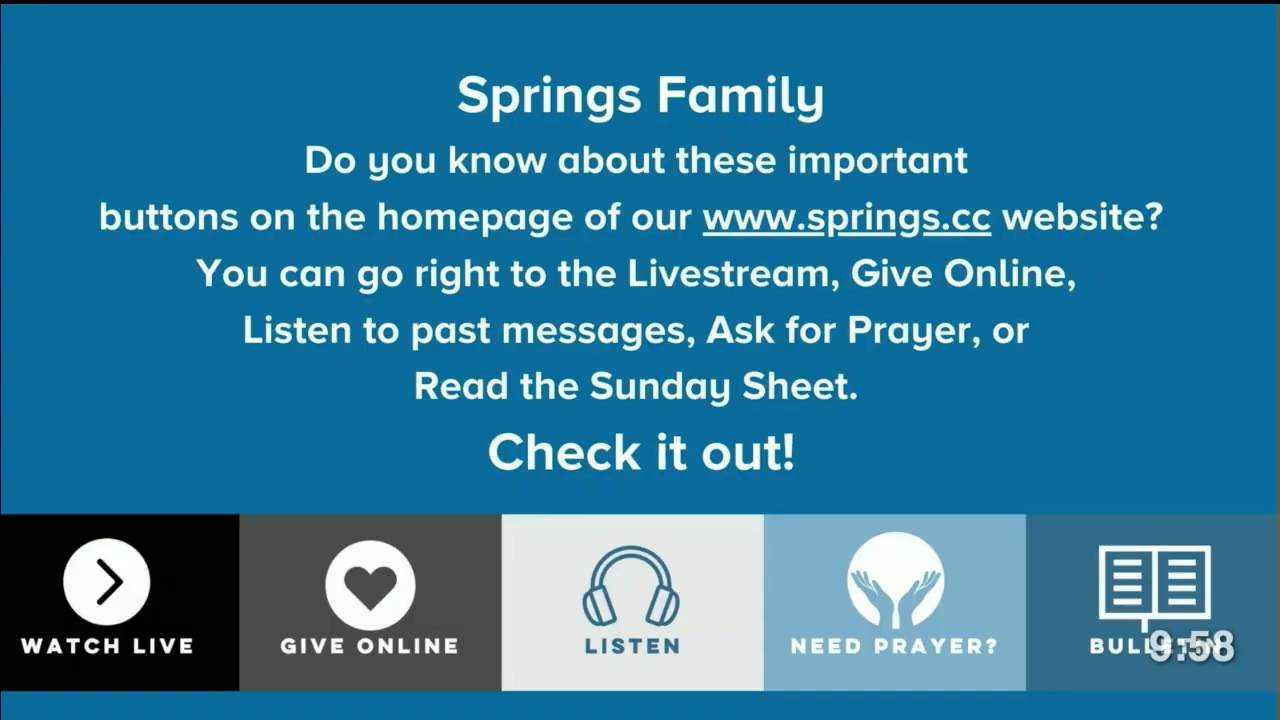 Springs Family
Do you know about these important
buttons on the homepage of our www.springs.cc website?
You can go right to the Livestream, Give Online,
Listen to past messages, Ask for Prayer, or
Read the Sunday Sheet.
Check it out!
WATCH LIVE
GIVE ONLINE
LISTEN
NEED PRAYER?
BULLETIN
9:58